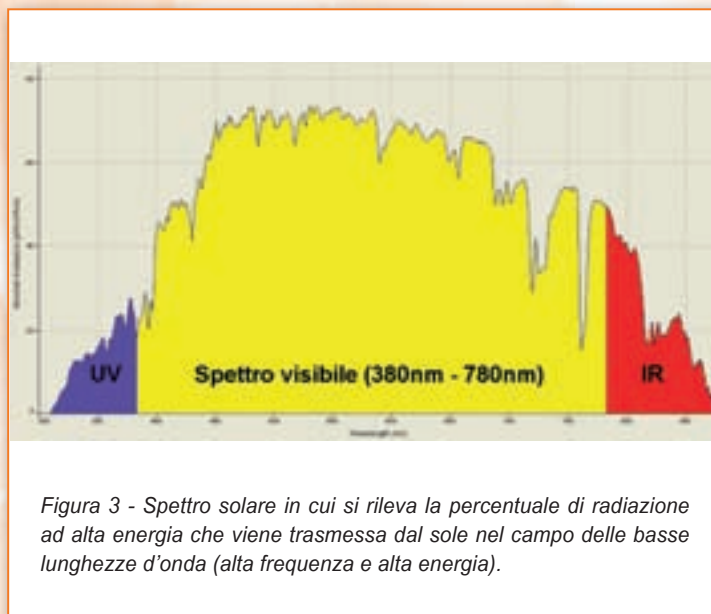 UV
Spettro visibile (380nm - 780nm)
IR
Figura 3 - Spettro solare in cui si rileva la percentuale di radiazione
ad alta energia che viene trasmessa dal sole nel campo delle basse
lunghezze d'onda (alta frequenza e alta energia).